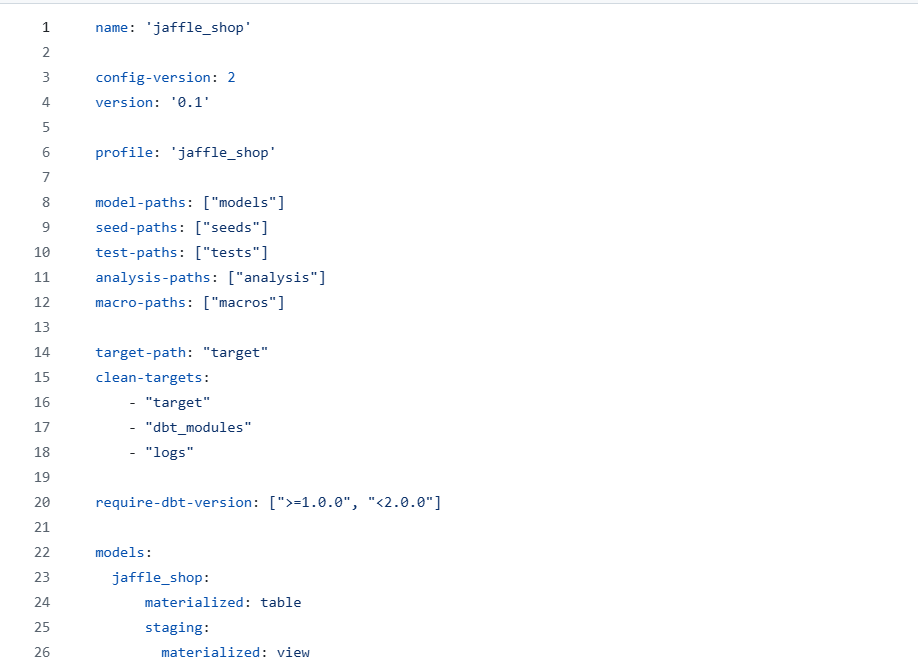 1 name: 'jaffle_shop'
2
3 config-version: 2
4 version: '0.1'
5
6 profile: 'jaffle_shop'
7
8 model-paths: ["models"]
9 seed-paths: ["seeds"]
10 test-paths: ["tests"]
11 analysis-paths: ["analysis"]
12 macro-paths: ["macros"]
13
14 target-path: "target"
15 clean-targets:
16     - "target"
17     - "dbt_modules"
18     - "logs"
19
20 require-dbt-version: [">=1.0.0", "<2.0.0"]
21
22 models:
23   jaffle_shop:
24       materialized: table
25       staging:
26         materialized: view